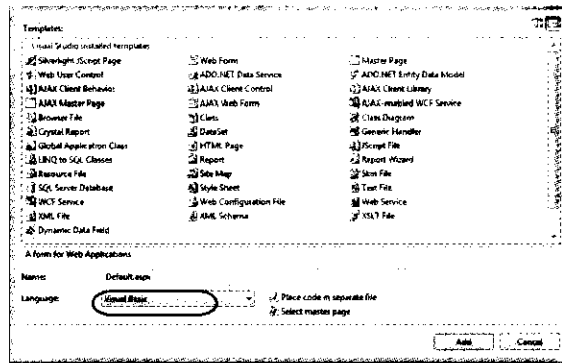 Templates:
Visual Studio installed templates
Silverlight JScript Page
Web Form
Master Page
Web User Control
ADO.NET Data Service
ADO.NET Entity Data Model
AJAX Client Behavior
AJAX Client Control
AJAX Client Library
AJAX Master Page
AJAX Web Form
AJAX-enabled WCF Service
Browser File
Class
Class Diagram
Crystal Report
DataSet
Generic Handler
Global Application Class
HTML Page
JScript File
LINQ to SQL Classes
Report
Report Wizard
Resource File
Site Map
Skin File
SQL Server Database
Style Sheet
Text File
WCF Service
Web Configuration File
Web Service
XML File
XML Schema
XSLT File
Dynamic Data Field
A form for Web Applications
Name:
Default.aspx
Language:
Visual Basic
Place code in separate file
Select master page
Add
Cancel